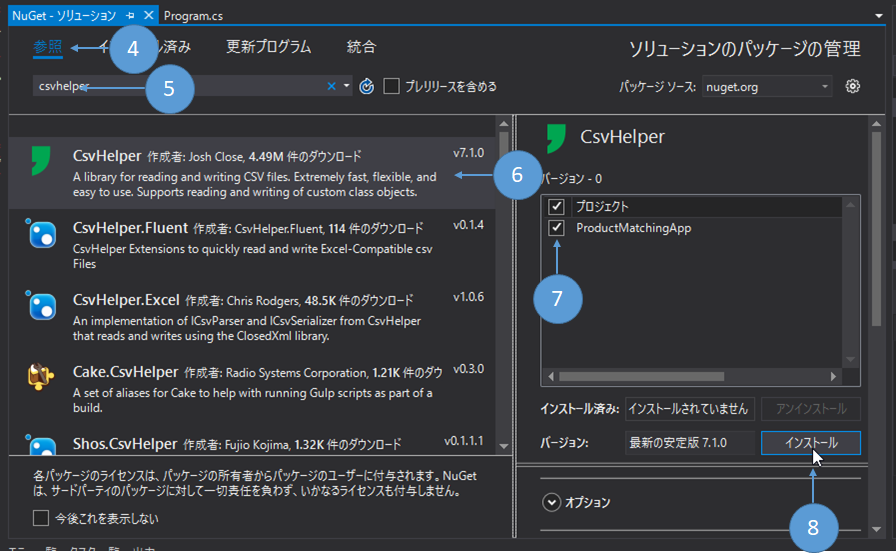 NuGet - ソリューション
Program.cs
参照
済み
更新プログラム
統合
ソリューションのパッケージの管理
4
csvhelper
5
プレリリースを含める
パッケージ ソース: nuget.org
CsvHelper 作成者: Josh Close, 4.49M 件のダウンロード
v7.1.0
A library for reading and writing CSV files. Extremely fast, flexible, and
easy to use. Supports reading and writing of custom class objects.
6
CsvHelper.Fluent 作成者: CsvHelper.Fluent, 114 件のダウンロード
v0.1.4
CsvHelper Extensions to quickly read and write Excel-Compatible csv
Files
CsvHelper.Excel 作成者: Chris Rodgers, 48.5K 件のダウンロード
v1.0.6
An implementation of ICsvParser and ICsvSerializer from CsvHelper
that reads and writes using the ClosedXml library.
Cake.CsvHelper 作成者: Radio Systems Corporation, 1.21K 件のダウ
v0.3.0
A set of aliases for Cake to help with running Gulp scripts as part of a
build.
Shos.CsvHelper 作成者: Fujio Kojima, 1.32K 件のダウンロード
v0.1.1.1
各パッケージのライセンスは、パッケージの所有者からパッケージのユーザーに付与されます。NuGet
は、サードパーティのパッケージに対して一切責任を負わず、いかなるライセンスも付与しません。
今後これを表示しない
CsvHelper
バージョン - 0
プロジェクト
ProductMatchingApp
7
インストール済み: インストールされていません
アンインストール
バージョン: 最新の安定版 7.1.0
インストール
オプション
8